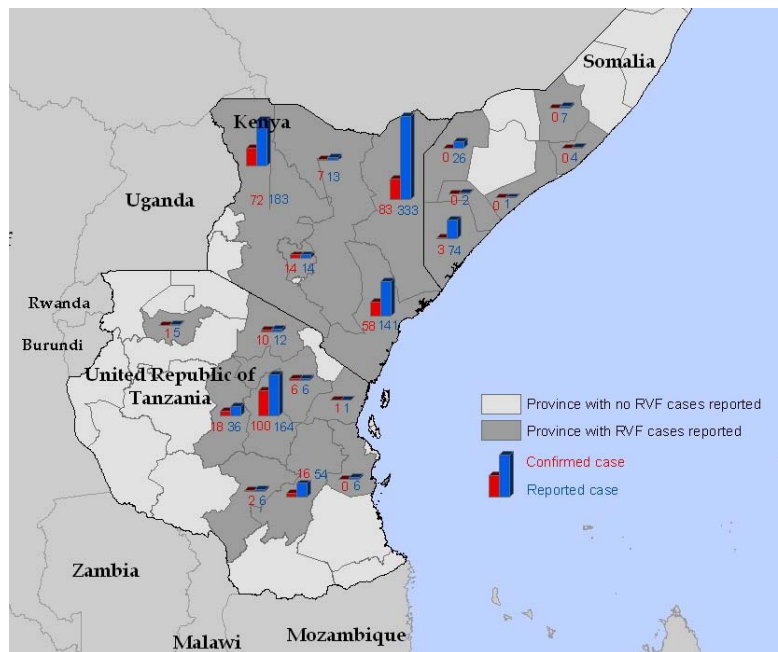 Somalia
Kenya
0 7
0 26
0 4
7 13
72 183
83 333
0 2
0 1
Uganda
3 74
14 14
Rwanda
58 141
1 5
10 12
Burundi
United Republic of
Tanzania
6 6
1 1
18 36
100 164
16 54
2 6
0 6
Province with no RVF cases reported
Province with RVF cases reported
Confirmed case
Reported case
Zambia
Malawi
Mozambique